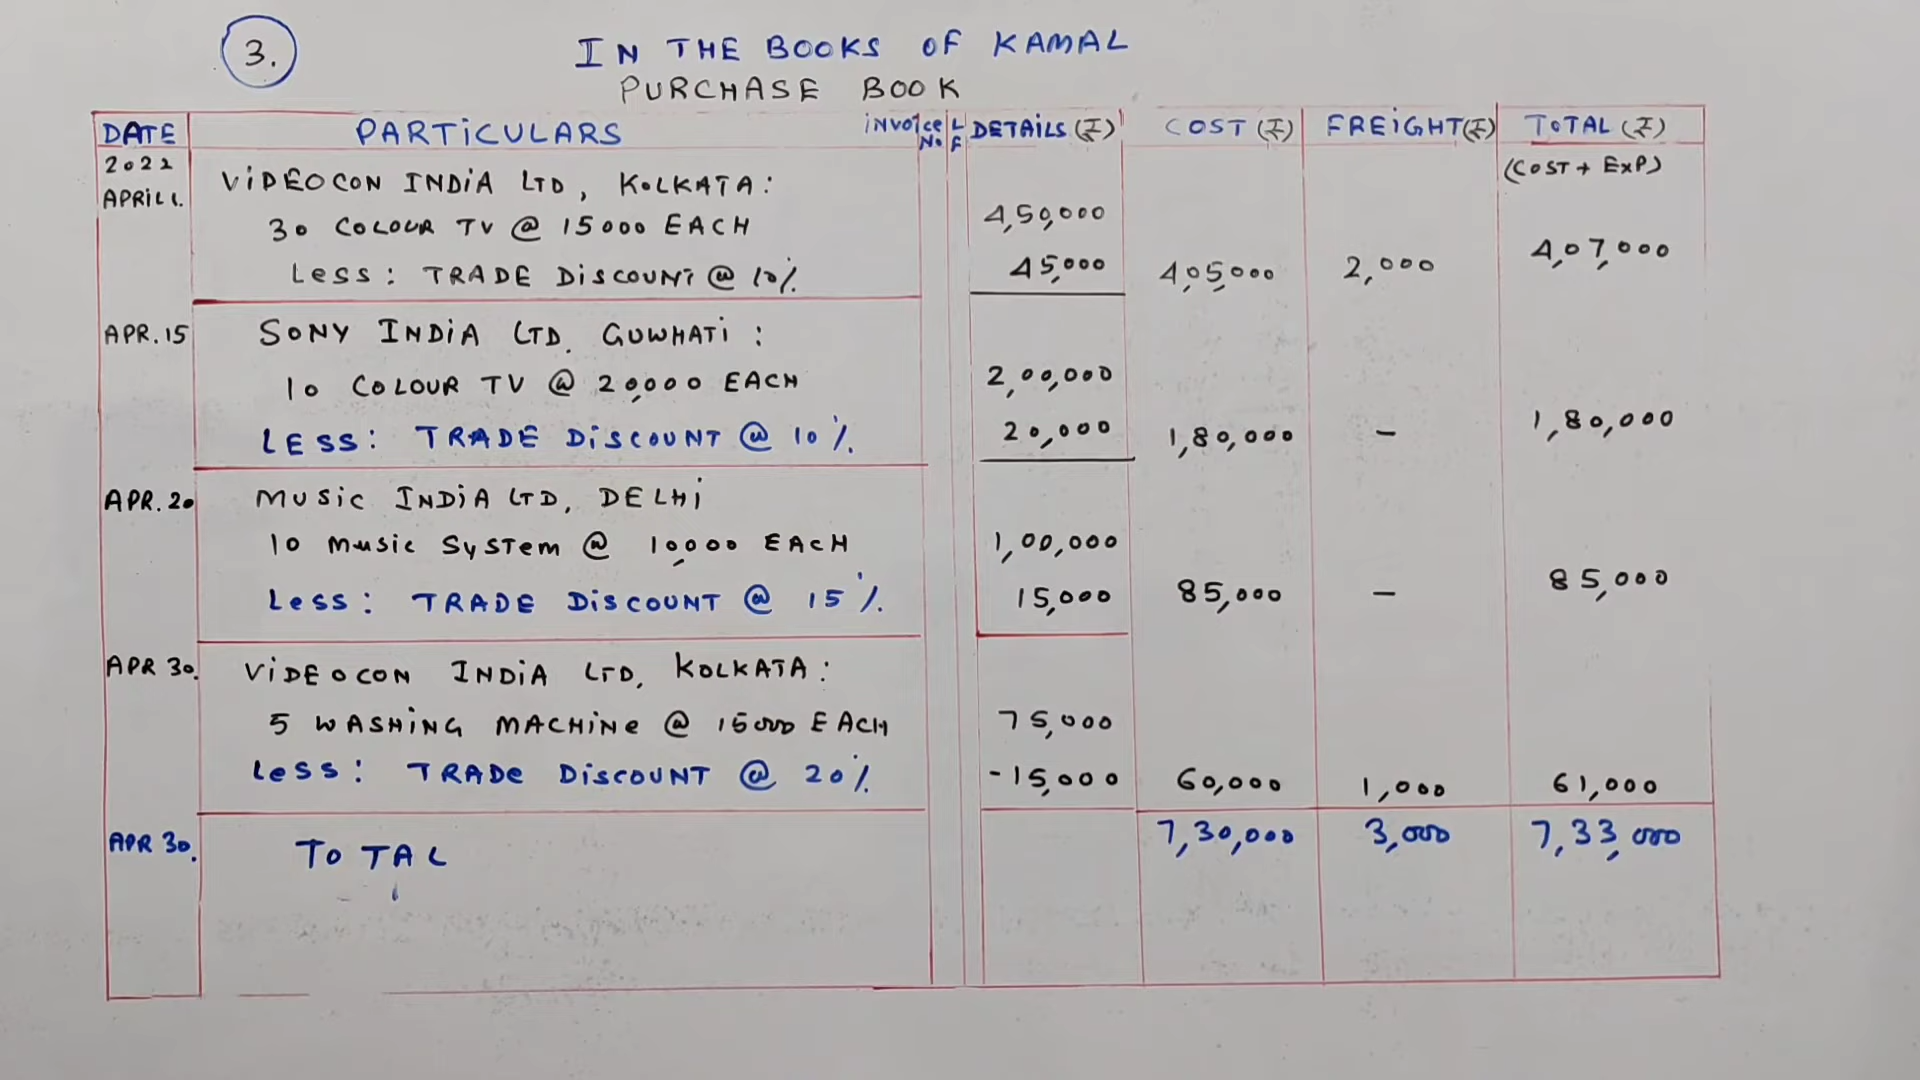 3.
IN THE BOOKS OF KAMAL
PURCHASE BOOK
DATE PARTICULARS INVOICE NO LF DETAILS (₹) COST (₹) FREIGHT (₹) TOTAL (₹)
2022 (COST + EXP)
APRIL 1. VIDEOCON INDIA LTD, KOLKATA:
30 COLOUR TV @ 15000 EACH 4,50,000
LESS: TRADE DISCOUNT @ 10% 45,000 4,05,000 2,000 4,07,000
APR. 15 SONY INDIA LTD. GUWHATI :
10 COLOUR TV @ 20,000 EACH 2,00,000
LESS: TRADE DISCOUNT @ 10% 20,000 1,80,000 - 1,80,000
APR. 20 MUSIC INDIA LTD, DELHI
10 MUSIC SYSTEM @ 10,000 EACH 1,00,000
LESS: TRADE DISCOUNT @ 15% 15,000 85,000 - 85,000
APR 30. VIDEOCON INDIA LTD, KOLKATA:
5 WASHING MACHINE @ 15000 EACH 75,000
LESS: TRADE DISCOUNT @ 20% -15,000 60,000 1,000 61,000
APR 30. TOTAL 7,30,000 3,000 7,33,000